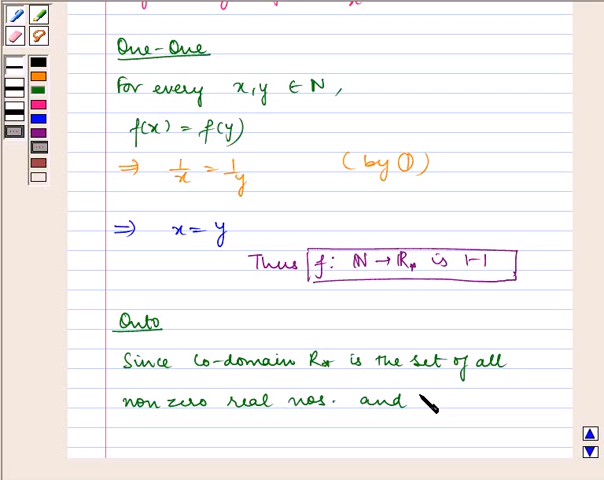 One-One
For every x, y ∈ N,
f(x) = f(y)
⇒ 1/x = 1/y (by ①)
⇒ x = y
Thus f: N → R* is 1-1
Onto
Since Co-domain R* is the set of all
non zero real nos. and